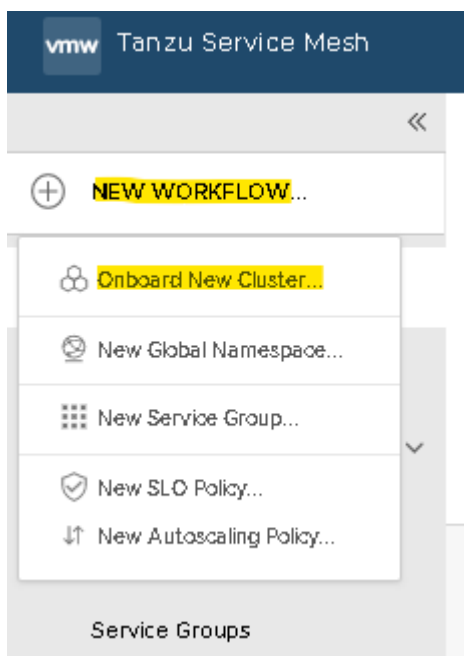 vmw Tanzu Service Mesh
NEW WORKFLOW...
Onboard New Cluster...
New Global Namespace...
New Service Group...
New SLO Policy...
New Autoscaling Policy...
Service Groups